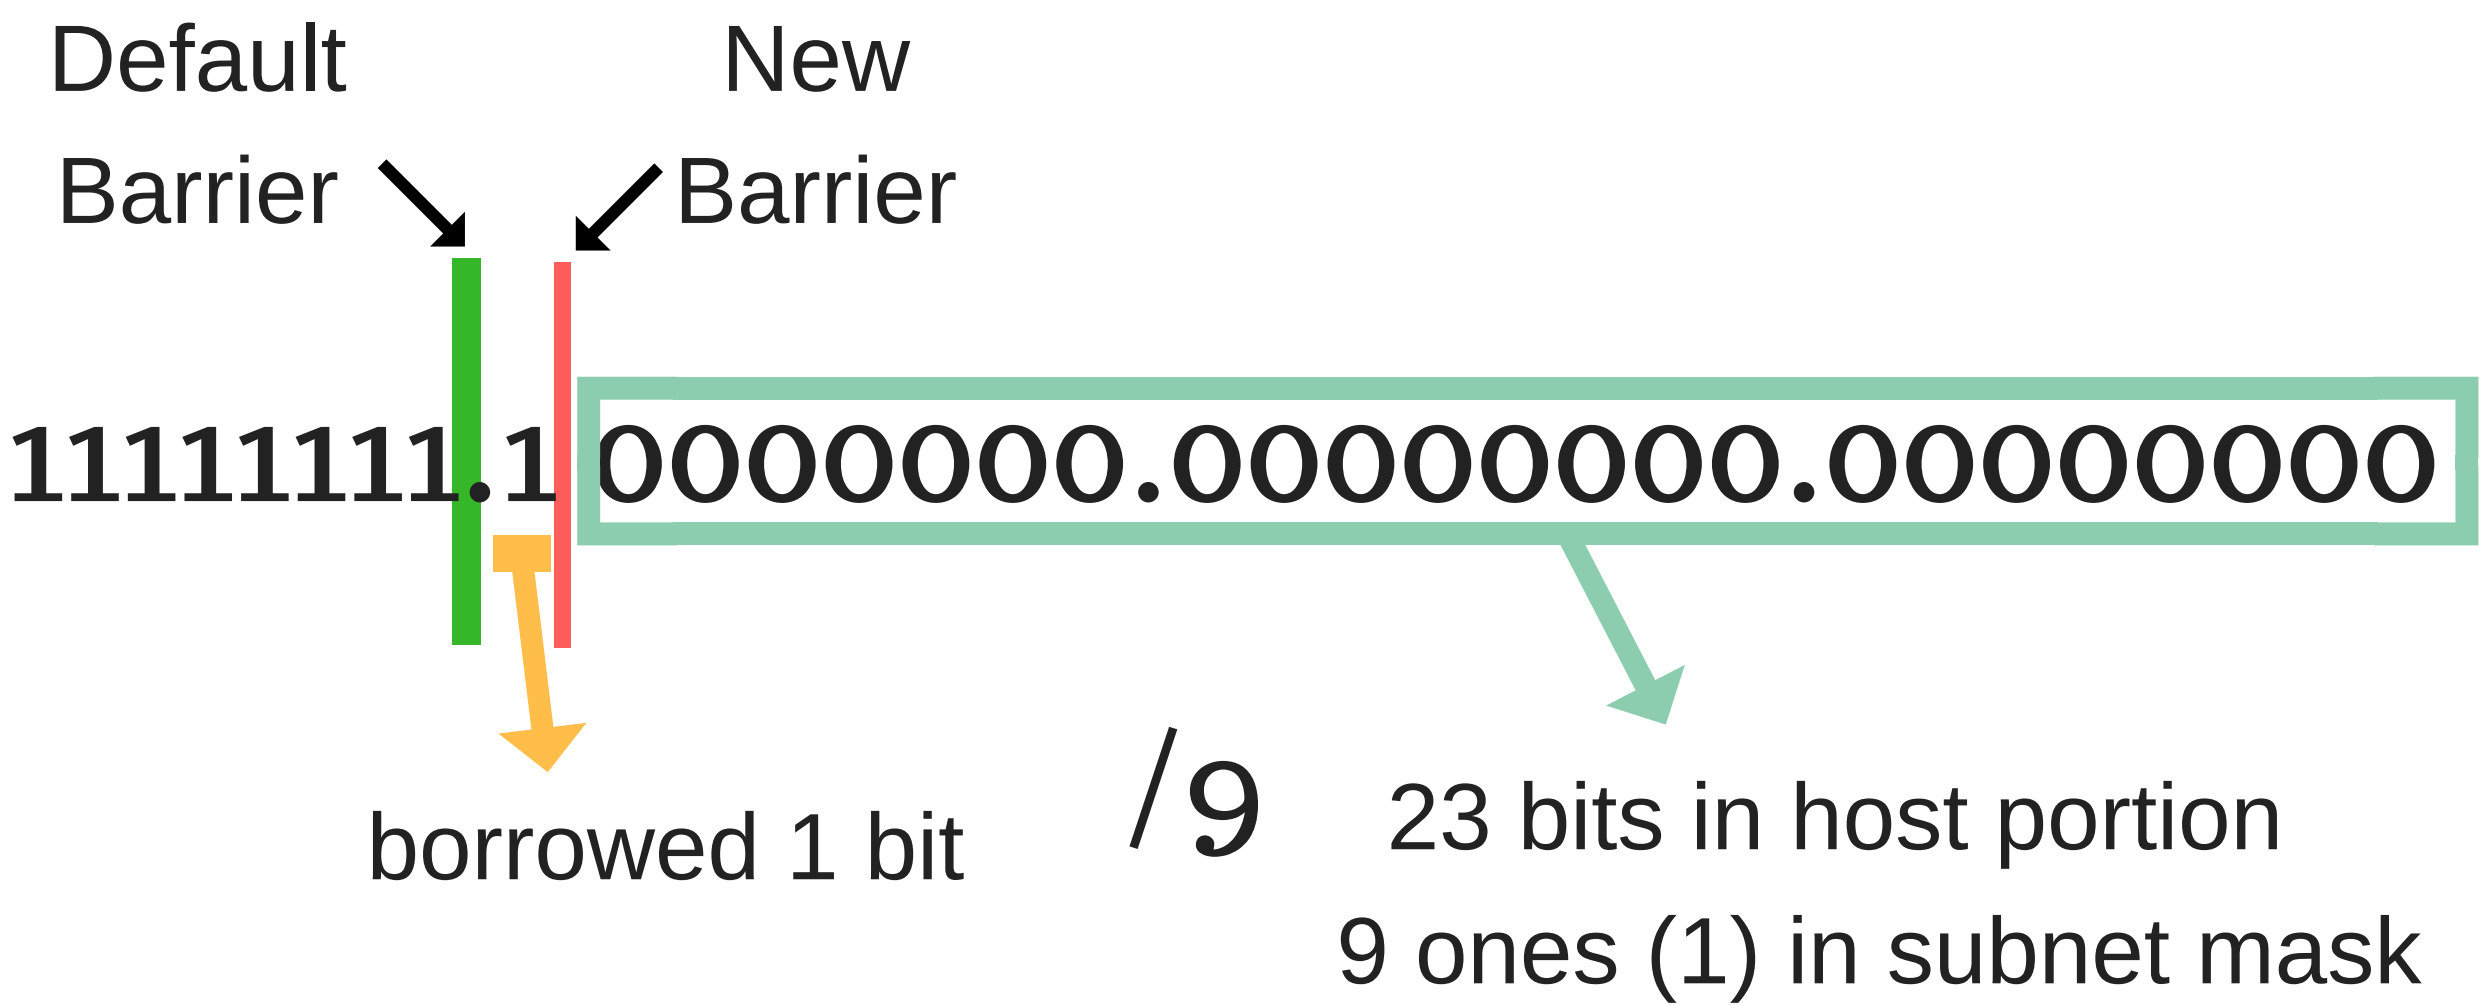 Default
Barrier
New
Barrier
11111111.10000000.00000000.00000000
borrowed 1 bit
/9
23 bits in host portion
9 ones (1) in subnet mask